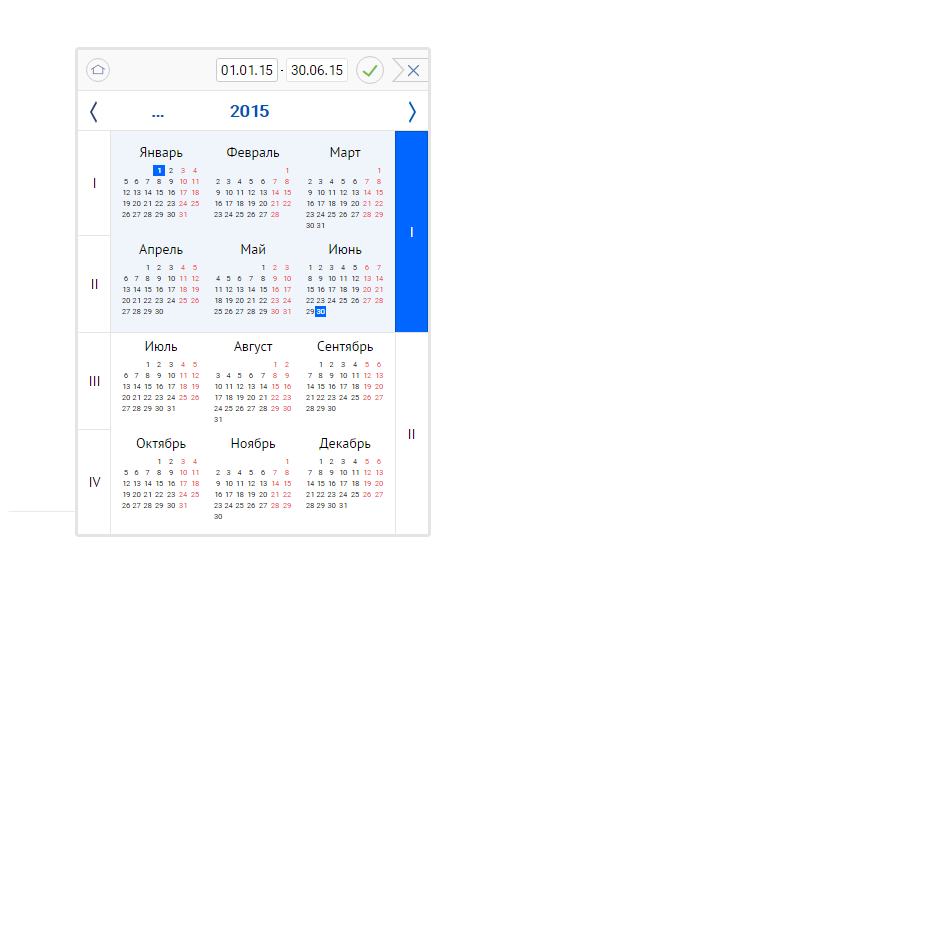 01.01.15 - 30.06.15
... 2015
Январь Февраль Март
1 2 3 4 1 1
5 6 7 8 9 10 11 2 3 4 5 6 7 8 2 3 4 5 6 7 8
I 12 13 14 15 16 17 18 9 10 11 12 13 14 15 9 10 11 12 13 14 15
19 20 21 22 23 24 25 16 17 18 19 20 21 22 16 17 18 19 20 21 22
26 27 28 29 30 31 23 24 25 26 27 28 23 24 25 26 27 28 29
30 31
I
Апрель Май Июнь
1 2 3 4 5 1 2 3 1 2 3 4 5 6 7
6 7 8 9 10 11 12 4 5 6 7 8 9 10 8 9 10 11 12 13 14
II 13 14 15 16 17 18 19 11 12 13 14 15 16 17 15 16 17 18 19 20 21
20 21 22 23 24 25 26 18 19 20 21 22 23 24 22 23 24 25 26 27 28
27 28 29 30 25 26 27 28 29 30 31 29 30
Июль Август Сентябрь
1 2 3 4 5 1 2 1 2 3 4 5 6
6 7 8 9 10 11 12 3 4 5 6 7 8 9 7 8 9 10 11 12 13
III 13 14 15 16 17 18 19 10 11 12 13 14 15 16 14 15 16 17 18 19 20
20 21 22 23 24 25 26 17 18 19 20 21 22 23 21 22 23 24 25 26 27
27 28 29 30 31 24 25 26 27 28 29 30 28 29 30
31
II
Октябрь Ноябрь Декабрь
1 2 3 4 1 1 2 3 4 5 6
5 6 7 8 9 10 11 2 3 4 5 6 7 8 7 8 9 10 11 12 13
IV 12 13 14 15 16 17 18 9 10 11 12 13 14 15 14 15 16 17 18 19 20
19 20 21 22 23 24 25 16 17 18 19 20 21 22 21 22 23 24 25 26 27
26 27 28 29 30 31 23 24 25 26 27 28 29 28 29 30 31
30